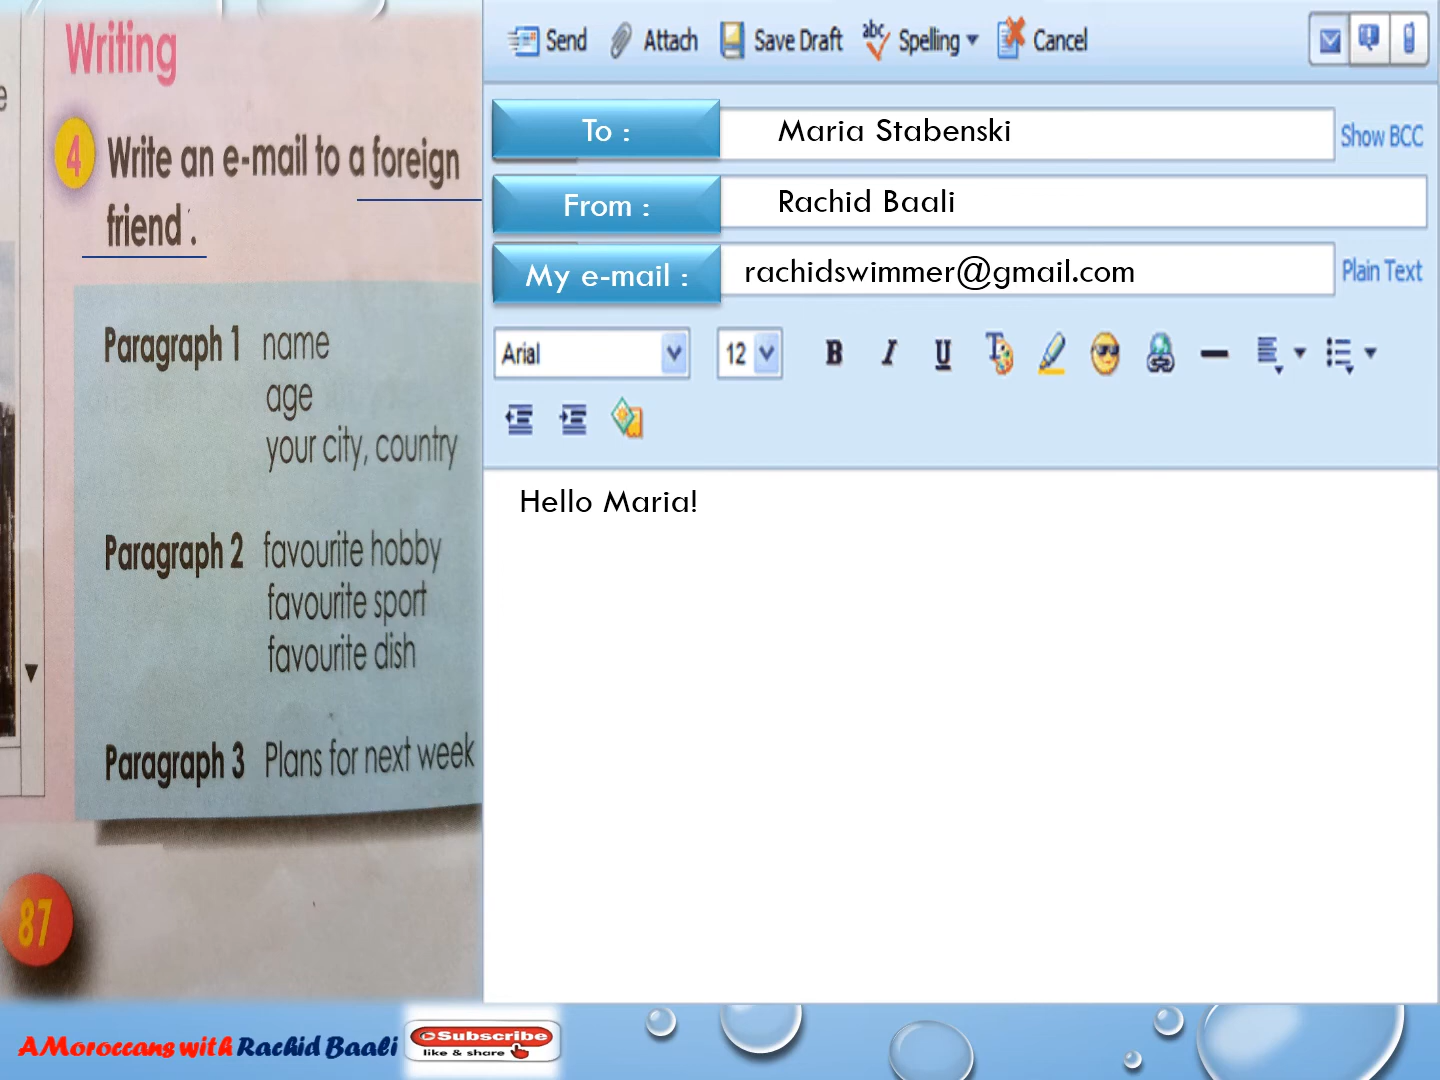 e
Writing
4 Write an e-mail to a foreign
friend .
Paragraph 1 name
age
your city, country
Paragraph 2 favourite hobby
favourite sport
favourite dish
Paragraph 3 Plans for next week
87
Send Attach Save Draft Spelling Cancel
To : Maria Stabenski Show BCC
From : Rachid Baali
My e-mail : rachidswimmer@gmail.com Plain Text
Arial 12 B I U
Hello Maria!
AMoroccans with Rachid Baali
Subscribe
like & share